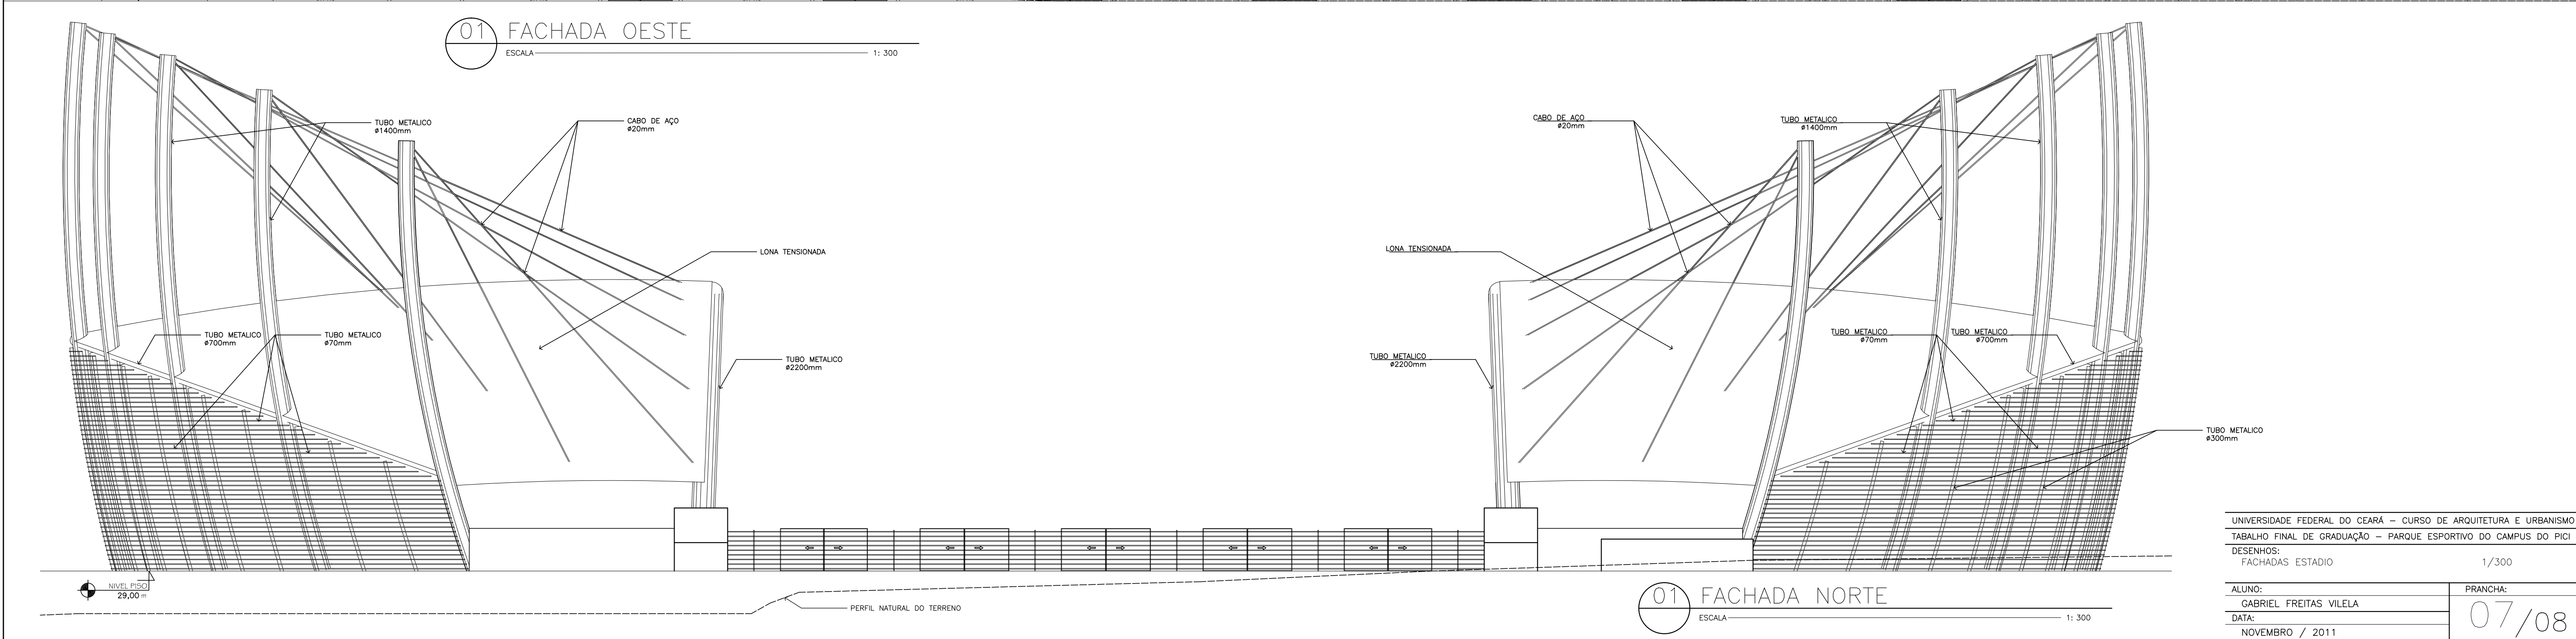 01 FACHADA OESTE
ESCALA 1: 300
TUBO METALICO
ø1400mm
CABO DE AÇO
ø20mm
LONA TENSIONADA
TUBO METALICO
ø700mm
TUBO METALICO
ø70mm
TUBO METALICO
ø2200mm
CABO DE AÇO
ø20mm
TUBO METALICO
ø1400mm
LONA TENSIONADA
TUBO METALICO
ø2200mm
TUBO METALICO
ø70mm
TUBO METALICO
ø700mm
TUBO METALICO
ø300mm
NIVEL PISO
29,00 m
PERFIL NATURAL DO TERRENO
01 FACHADA NORTE
ESCALA 1: 300
UNIVERSIDADE FEDERAL DO CEARÁ – CURSO DE ARQUITETURA E URBANISMO
TABALHO FINAL DE GRADUAÇÃO – PARQUE ESPORTIVO DO CAMPUS DO PICI
DESENHOS:
FACHADAS ESTADIO 1/300
ALUNO:
GABRIEL FREITAS VILELA
DATA:
NOVEMBRO / 2011
PRANCHA:
07/08